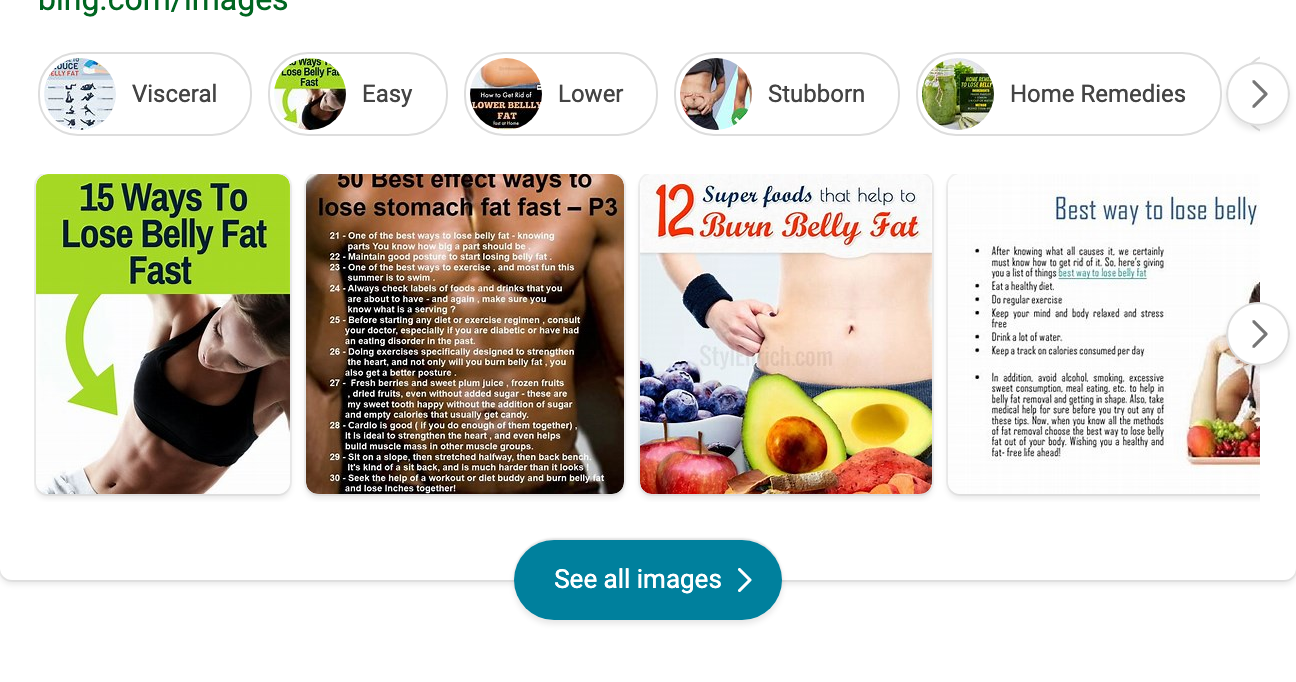 bing.com/images
Visceral
Easy
Lower
Stubborn
Home Remedies
DUCE
ELLY FAT
Lose Belly Fat
Fast
How to Get Rid of
LOWER BELLLY
FAT
Fast at Home
15 Ways To
Lose Belly Fat
Fast
50 Best effect ways to
lose stomach fat fast – P3
21 - One of the best ways to lose belly fat - knowing
parts You know how big a part should be .
22 - Maintain good posture to start losing belly fat .
23 - One of the best ways to exercise , and most fun this
summer is to swim .
24 - Always check labels of foods and drinks that you
are about to have - and again , make sure you
know what is a serving ?
25 - Before starting any diet or exercise regimen , consult
your doctor, especially if you are diabetic or have had
an eating disorder in the past.
26 - Doing exercises specifically designed to strengthen
the heart, and not only will you burn belly fat , you
also get a better posture .
27 - Fresh berries and sweet plum juice , frozen fruits
, dried fruits, even without added sugar - these are
my sweet tooth happy without the addition of sugar
and empty calories that usually get candy.
28 - Cardio is good ( if you do enough of them together) ,
It is ideal to strengthen the heart , and even helps
build muscle mass in other muscle groups.
29 - Sit on a slope, then stretched halfway, then back bench.
It's kind of a sit back, and is much harder than it looks !
30 - Seek the help of a workout or diet buddy and burn belly fat
and lose inches together!
12 Super foods that help to
Burn Belly Fat
Best way to lose belly
• After knowing what all causes it, we certainly
must know how to get rid of it. So, here's giving
you a list of things best way to lose belly fat
• Eat a healthy diet.
• Do regular exercise
• Keep your mind and body relaxed and stress
free
• Drink a lot of water.
• Keep a track on calories consumed per day
• In addition, avoid alcohol, smoking, excessive
sweet consumption, meal eating, etc. to help in
belly fat removal and getting in shape. Also, take
medical help for sure before you try out any of
these tips. Now, when you know all the methods
of fat removal choose the best way to lose belly
fat out of your body. Wishing you a healthy and
fat- free life ahead!
See all images